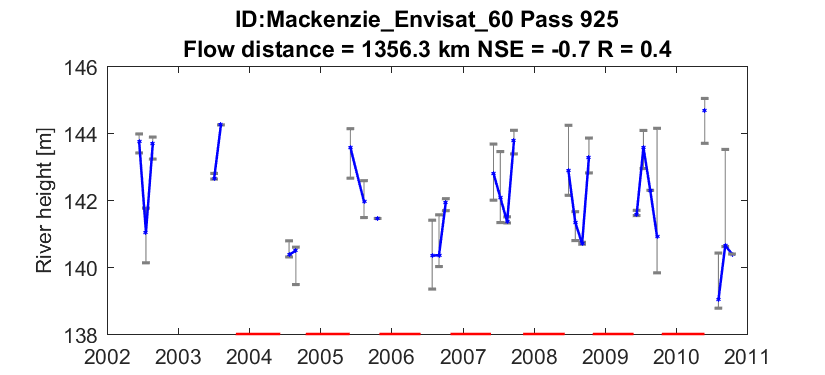 ID:Mackenzie_Envisat_60 Pass 925
Flow distance = 1356.3 km NSE = -0.7 R = 0.4
River height [m]
146
144
142
140
138
2002 2003 2004 2005 2006 2007 2008 2009 2010 2011